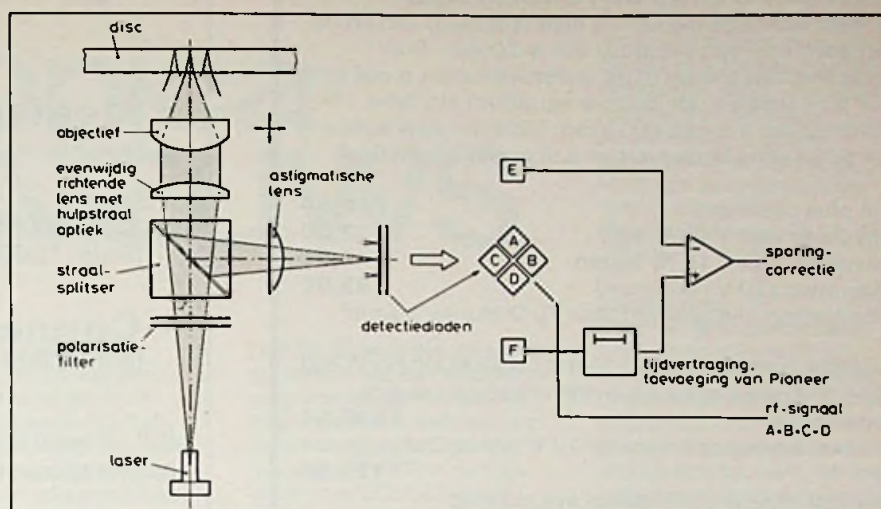 disc
objectief
evenwijdig
richtende
lens met
hulpstraal
optiek
straal-
splitser
polarisatie-
filter
laser
astigmatische
lens
detectiedioden
A
C
B
D
E
F
−
+
sporing-
correctie
tijdvertraging,
toevoeging van Pioneer
rf-signaal
A+B+C+D